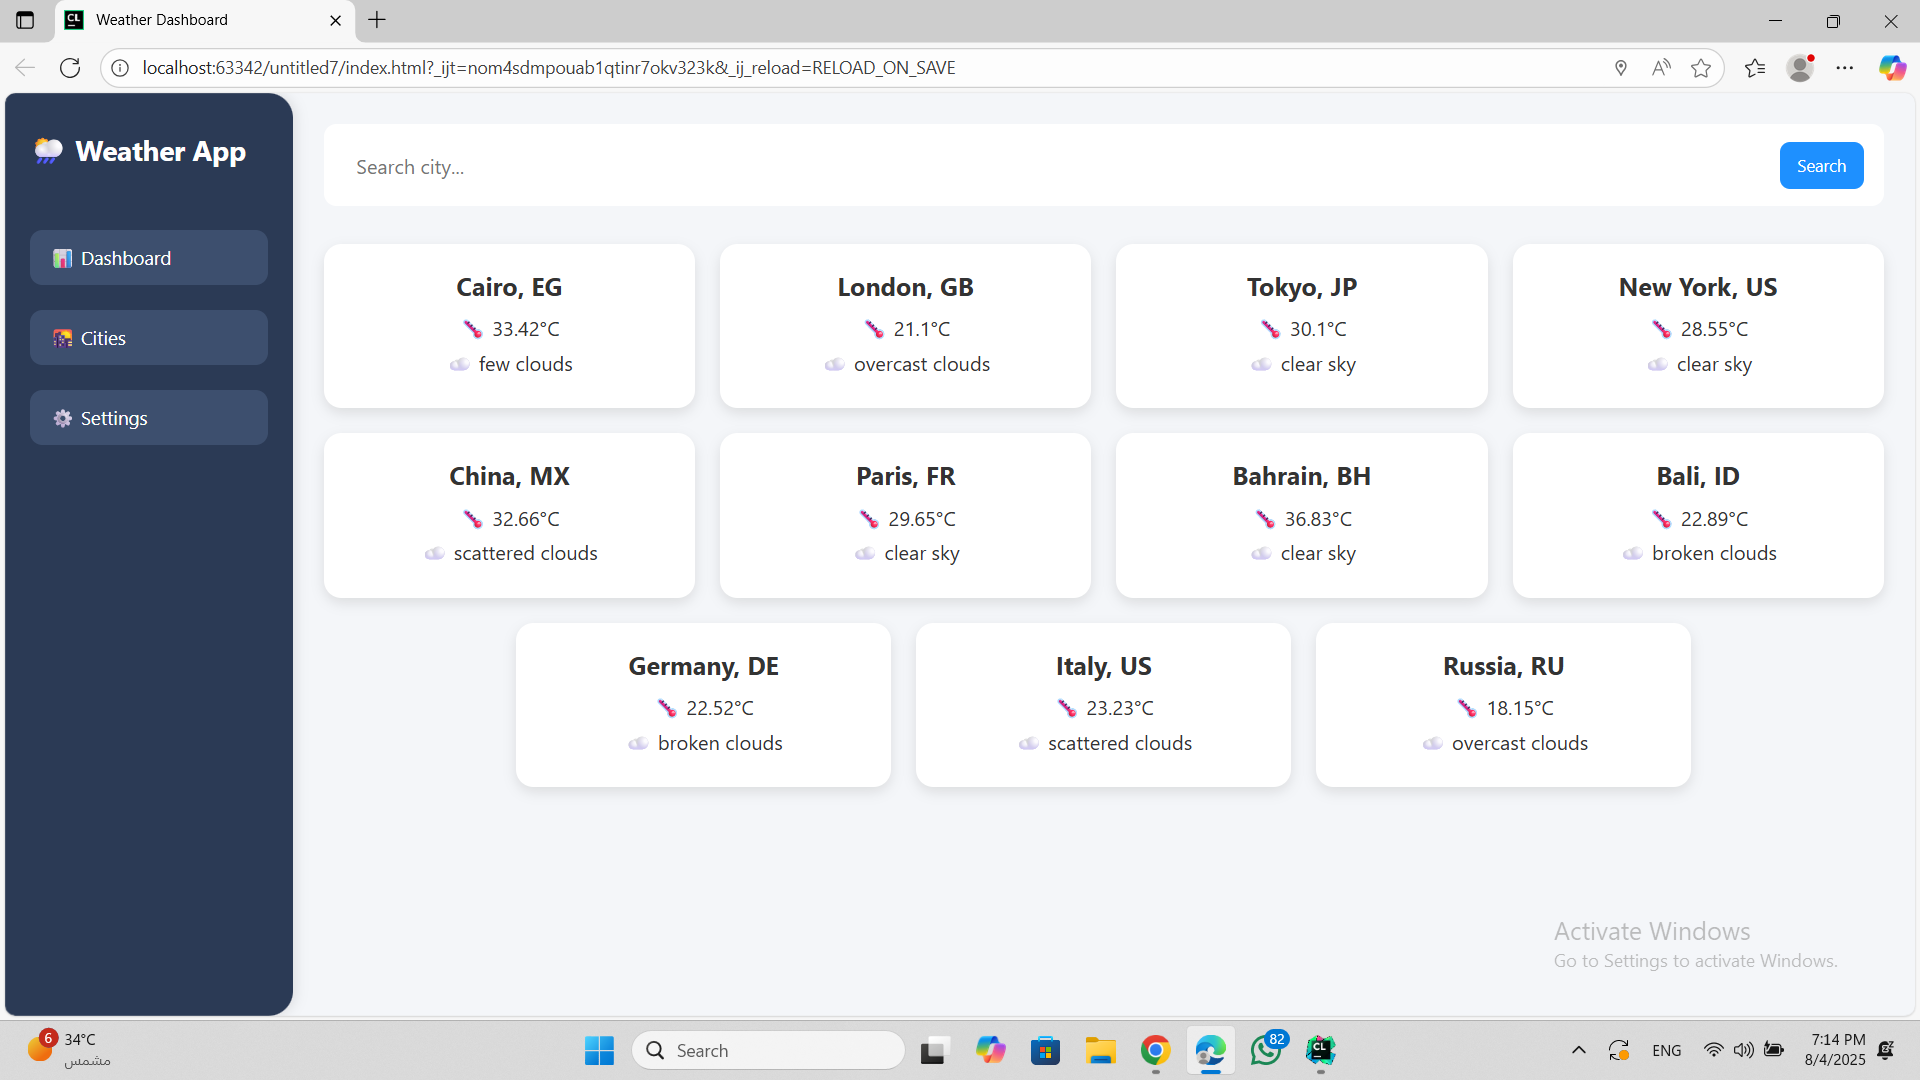 Weather Dashboard
localhost:63342/untitled7/index.html?_ijt=nom4sdmpouab1qtinr7okv323k&_ij_reload=RELOAD_ON_SAVE
Weather App
Dashboard
Cities
Settings
Search city...
Search
Cairo, EG
33.42°C
few clouds
London, GB
21.1°C
overcast clouds
Tokyo, JP
30.1°C
clear sky
New York, US
28.55°C
clear sky
China, MX
32.66°C
scattered clouds
Paris, FR
29.65°C
clear sky
Bahrain, BH
36.83°C
clear sky
Bali, ID
22.89°C
broken clouds
Germany, DE
22.52°C
broken clouds
Italy, US
23.23°C
scattered clouds
Russia, RU
18.15°C
overcast clouds
Activate Windows
Go to Settings to activate Windows.
6
34°C
مشمس
Search
82
CL
ENG
7:14 PM
8/4/2025